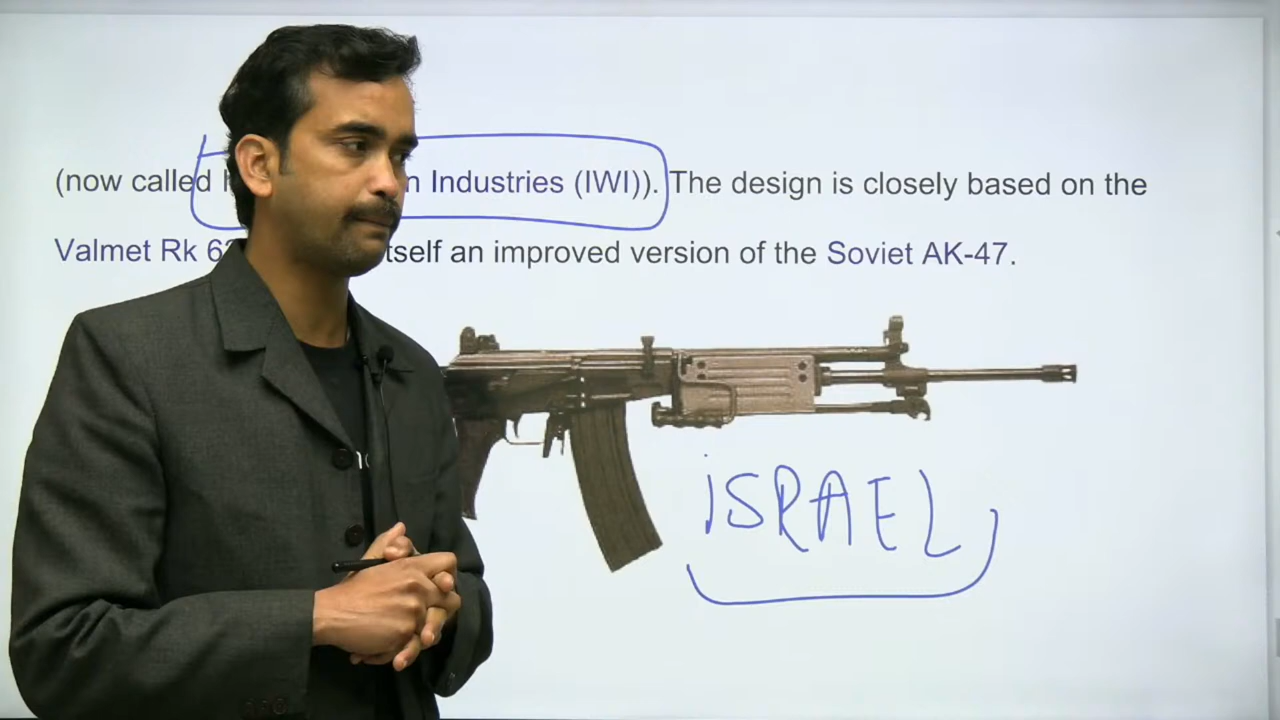 (now called n Industries (IWI)). The design is closely based on the
Valmet Rk 62 tself an improved version of the Soviet AK-47.
iSRAEL